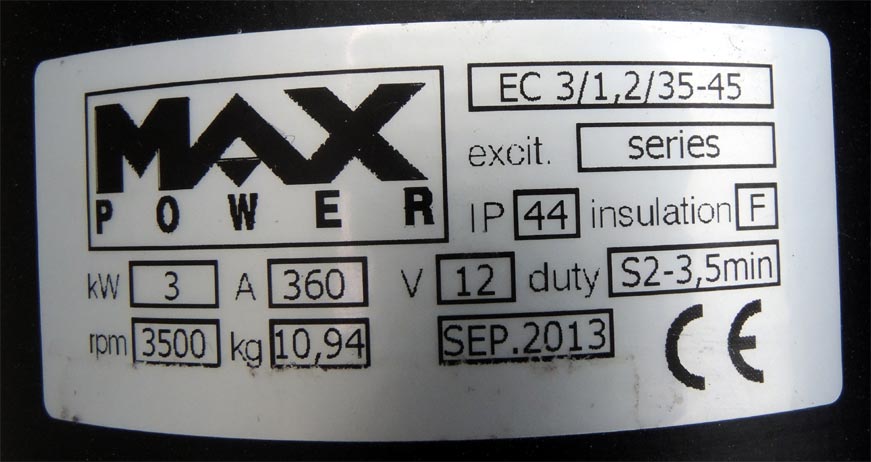 MAX
POWER
EC 3/1,2/35-45
excit. series
IP 44 insulation F
kW 3 A 360 V 12 duty S2-3,5min
rpm 3500 kg 10,94 SEP.2013 CE